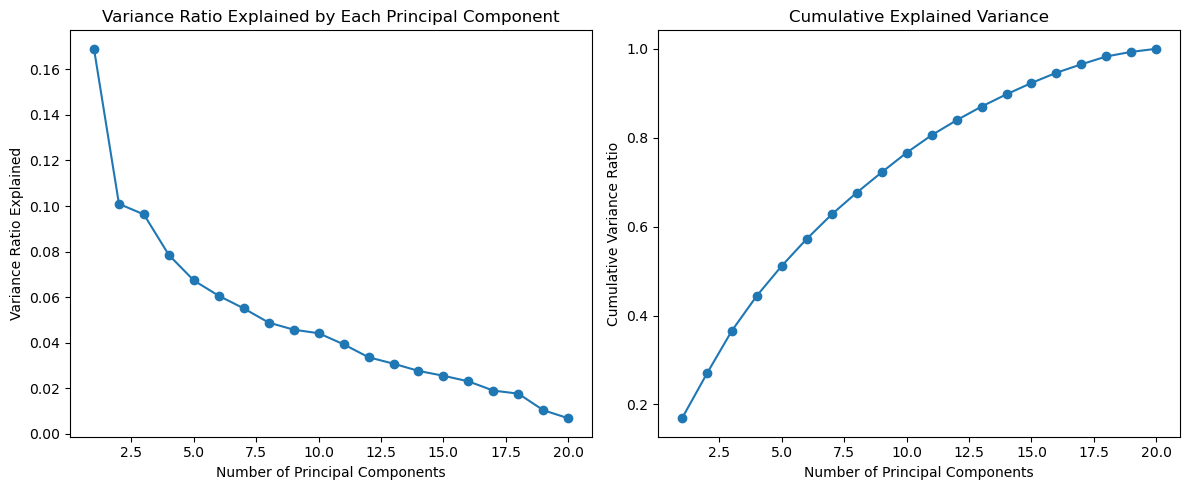 Variance Ratio Explained by Each Principal Component
Variance Ratio Explained
0.16
0.14
0.12
0.10
0.08
0.06
0.04
0.02
0.00
2.5 5.0 7.5 10.0 12.5 15.0 17.5 20.0
Number of Principal Components
Cumulative Explained Variance
Cumulative Variance Ratio
1.0
0.8
0.6
0.4
0.2
2.5 5.0 7.5 10.0 12.5 15.0 17.5 20.0
Number of Principal Components